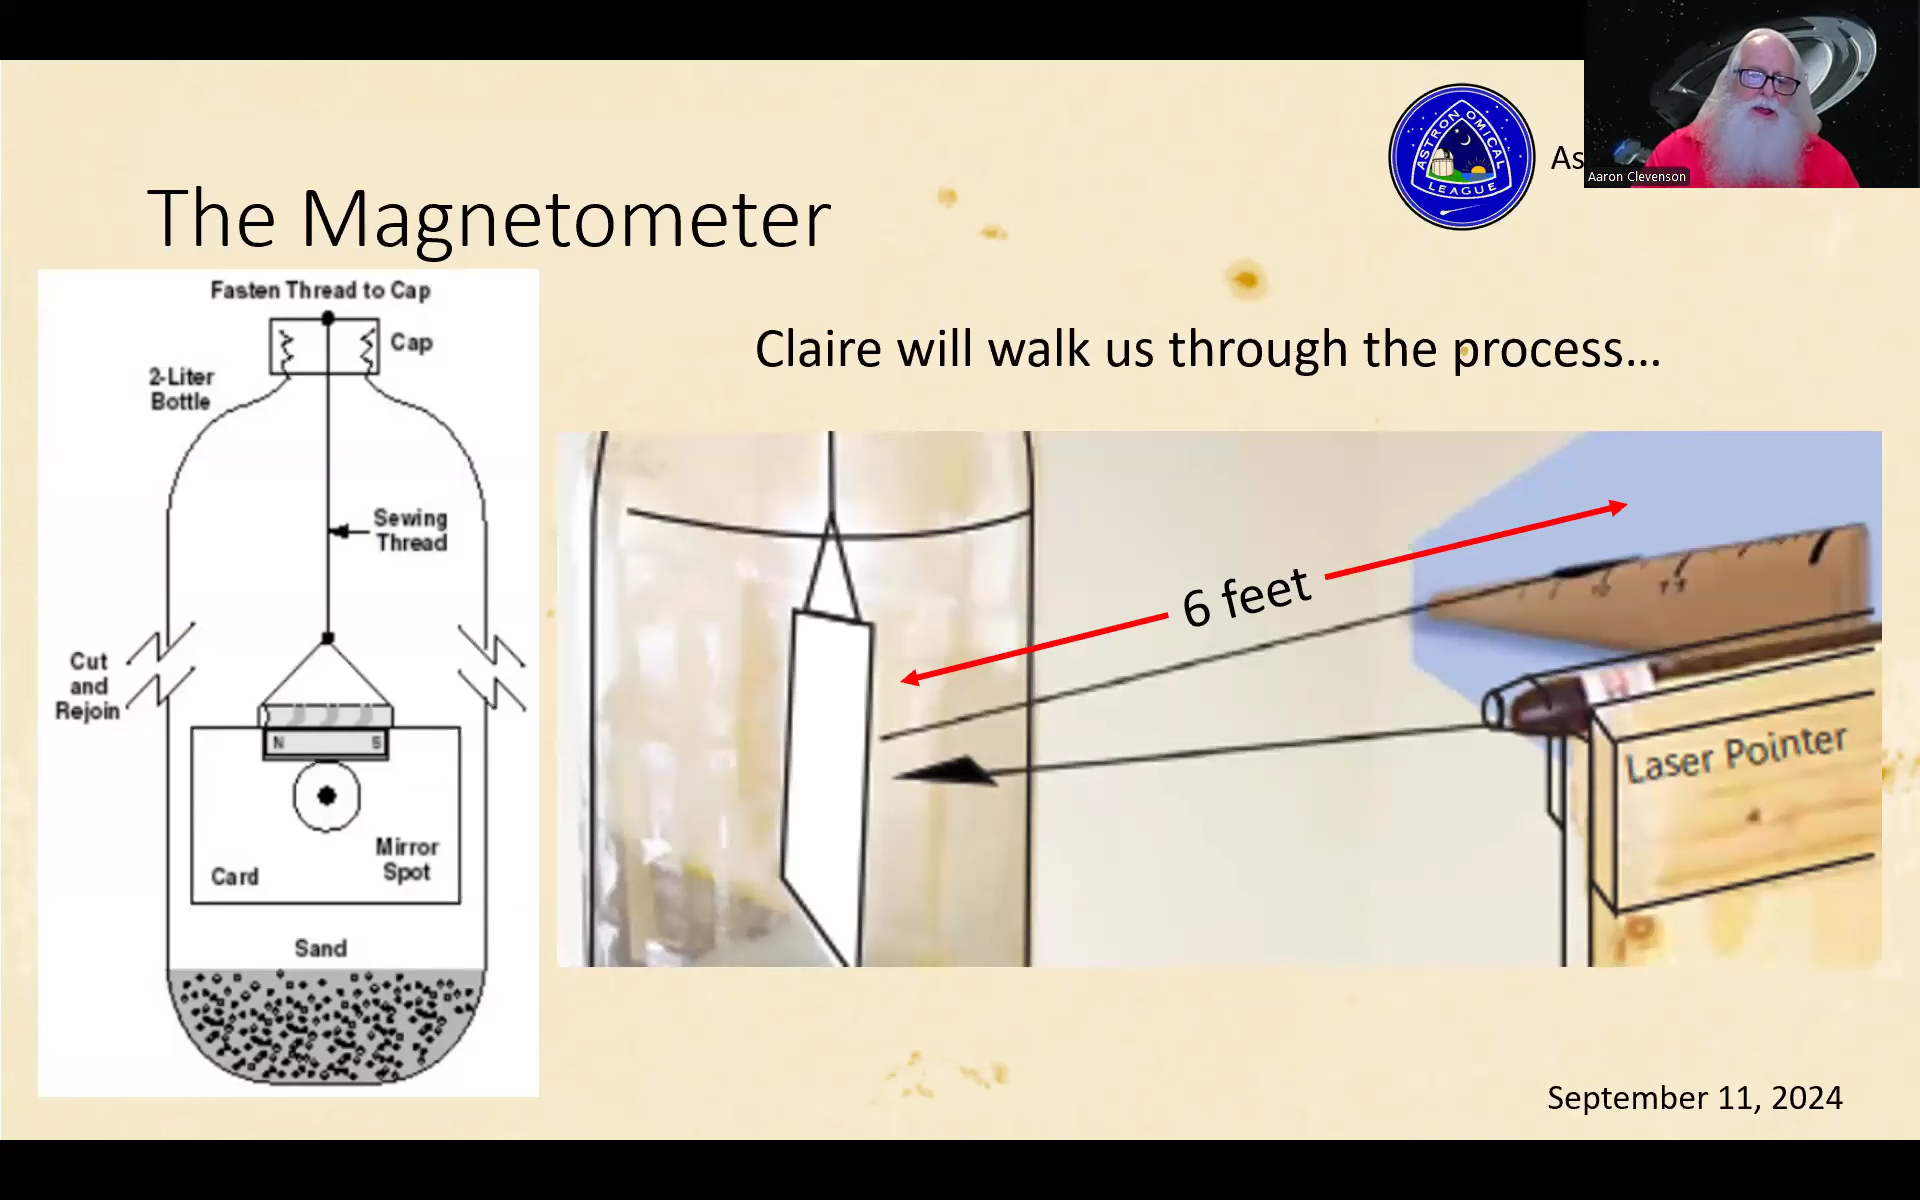 ASTRONOMICAL
LEAGUE
As
Aaron Clevenson
The Magnetometer
Claire will walk us through the process...
Fasten Thread to Cap
Cap
2-Liter
Bottle
Sewing
Thread
Cut
and
Rejoin
N S
Mirror
Spot
Card
Sand
6 feet
Laser Pointer
September 11, 2024